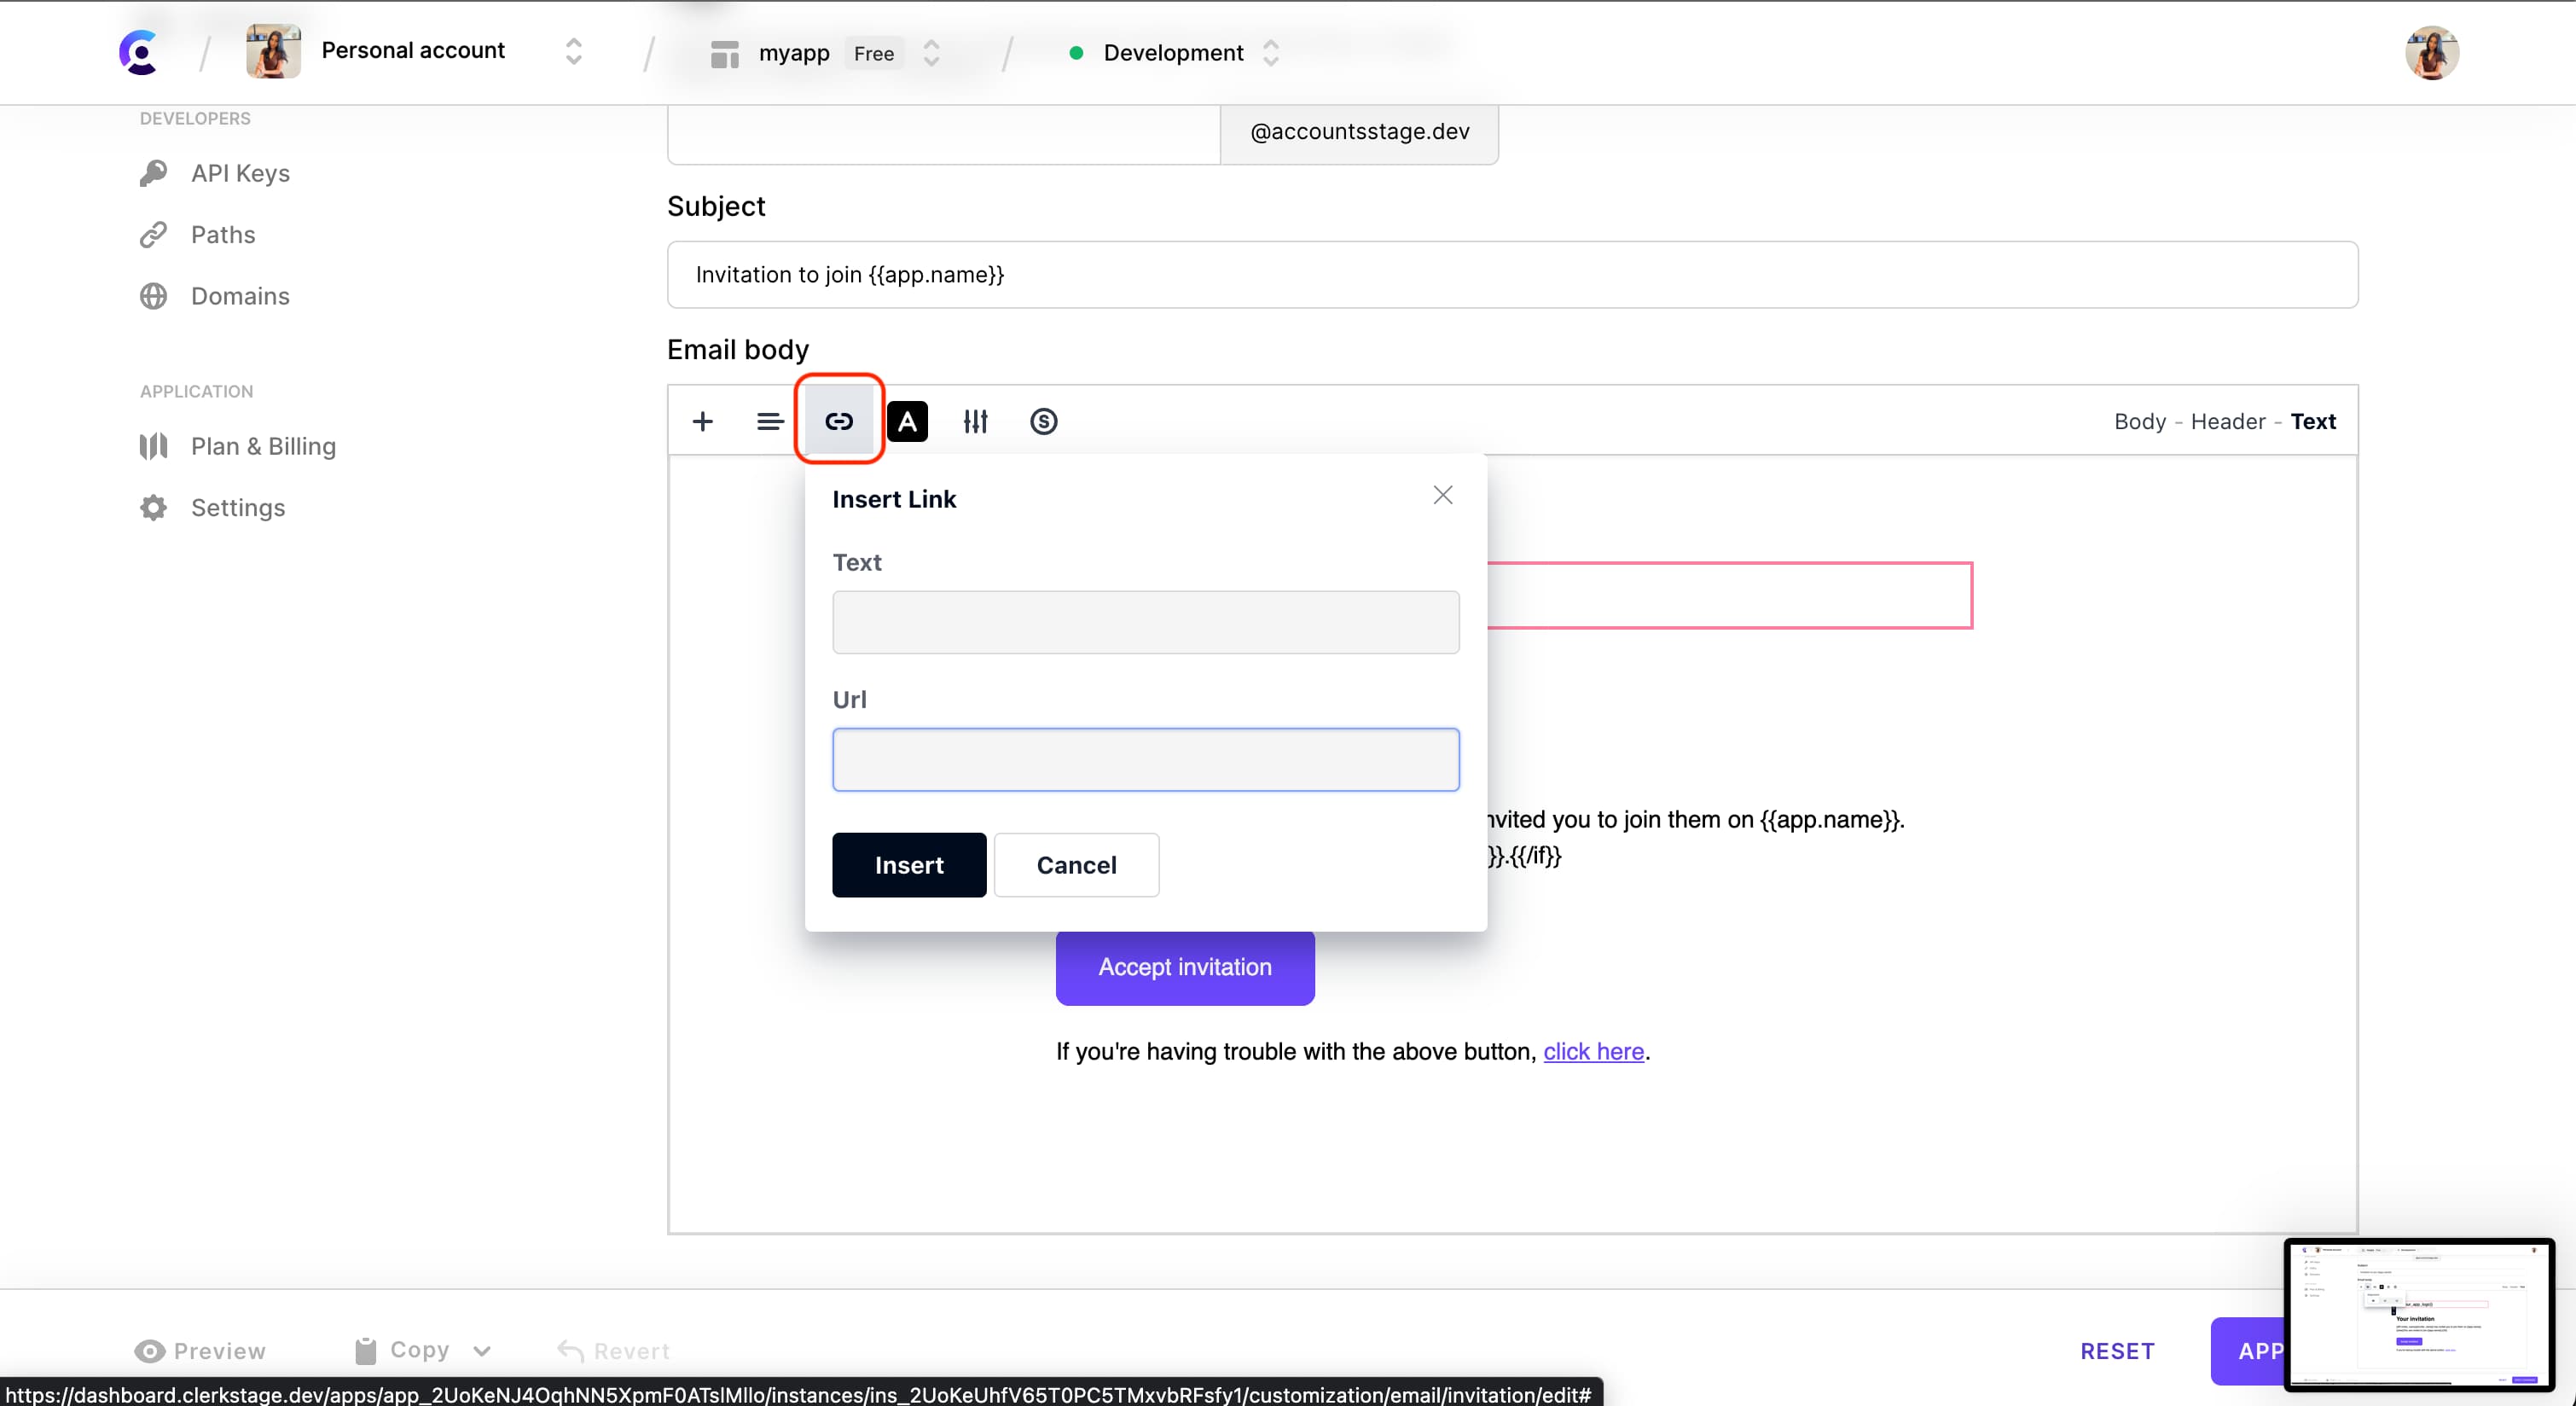 Personal account
myapp
Free
Development
DEVELOPERS
API Keys
Paths
Domains
APPLICATION
Plan & Billing
Settings
@accountsstage.dev
Subject
Invitation to join {{app.name}}
Email body
A
S
Body - Header - Text
Insert Link
Text
Url
Insert
Cancel
nvited you to join them on {{app.name}}.
}}.{{/if}}
Accept invitation
If you're having trouble with the above button, click here.
Preview
Copy
Revert
RESET
APP
Your invitation
https://dashboard.clerkstage.dev/apps/app_2UoKeNJ4OqhNN5XpmF0ATslMllo/instances/ins_2UoKeUhfV65T0PC5TMxvbRFsfy1/customization/email/invitation/edit#